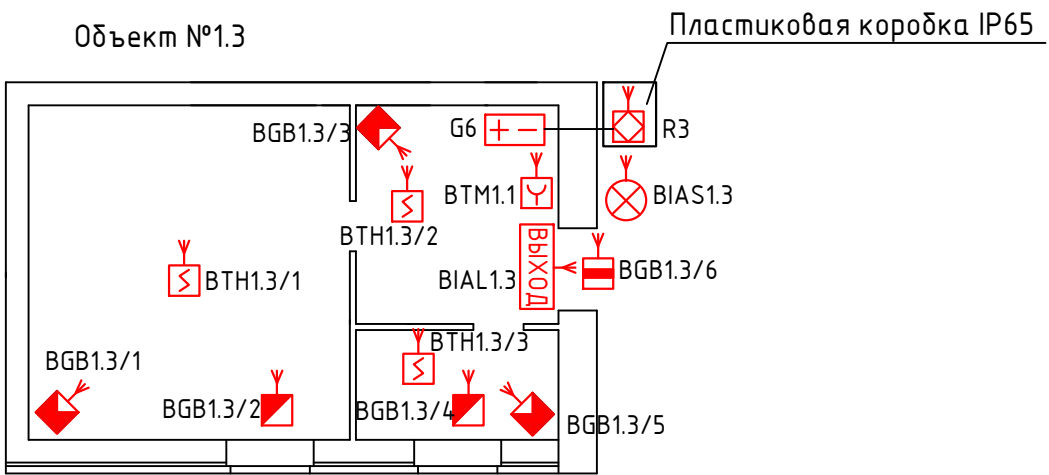 Объект №1.3
Пластиковая коробка IP65
BGB1.3/3
G6
R3
BTM1.1
BIAS1.3
BTH1.3/2
ВЫХОД
BIAL1.3
BGB1.3/6
BTH1.3/1
BTH1.3/3
BGB1.3/1
BGB1.3/2
BGB1.3/4
BGB1.3/5